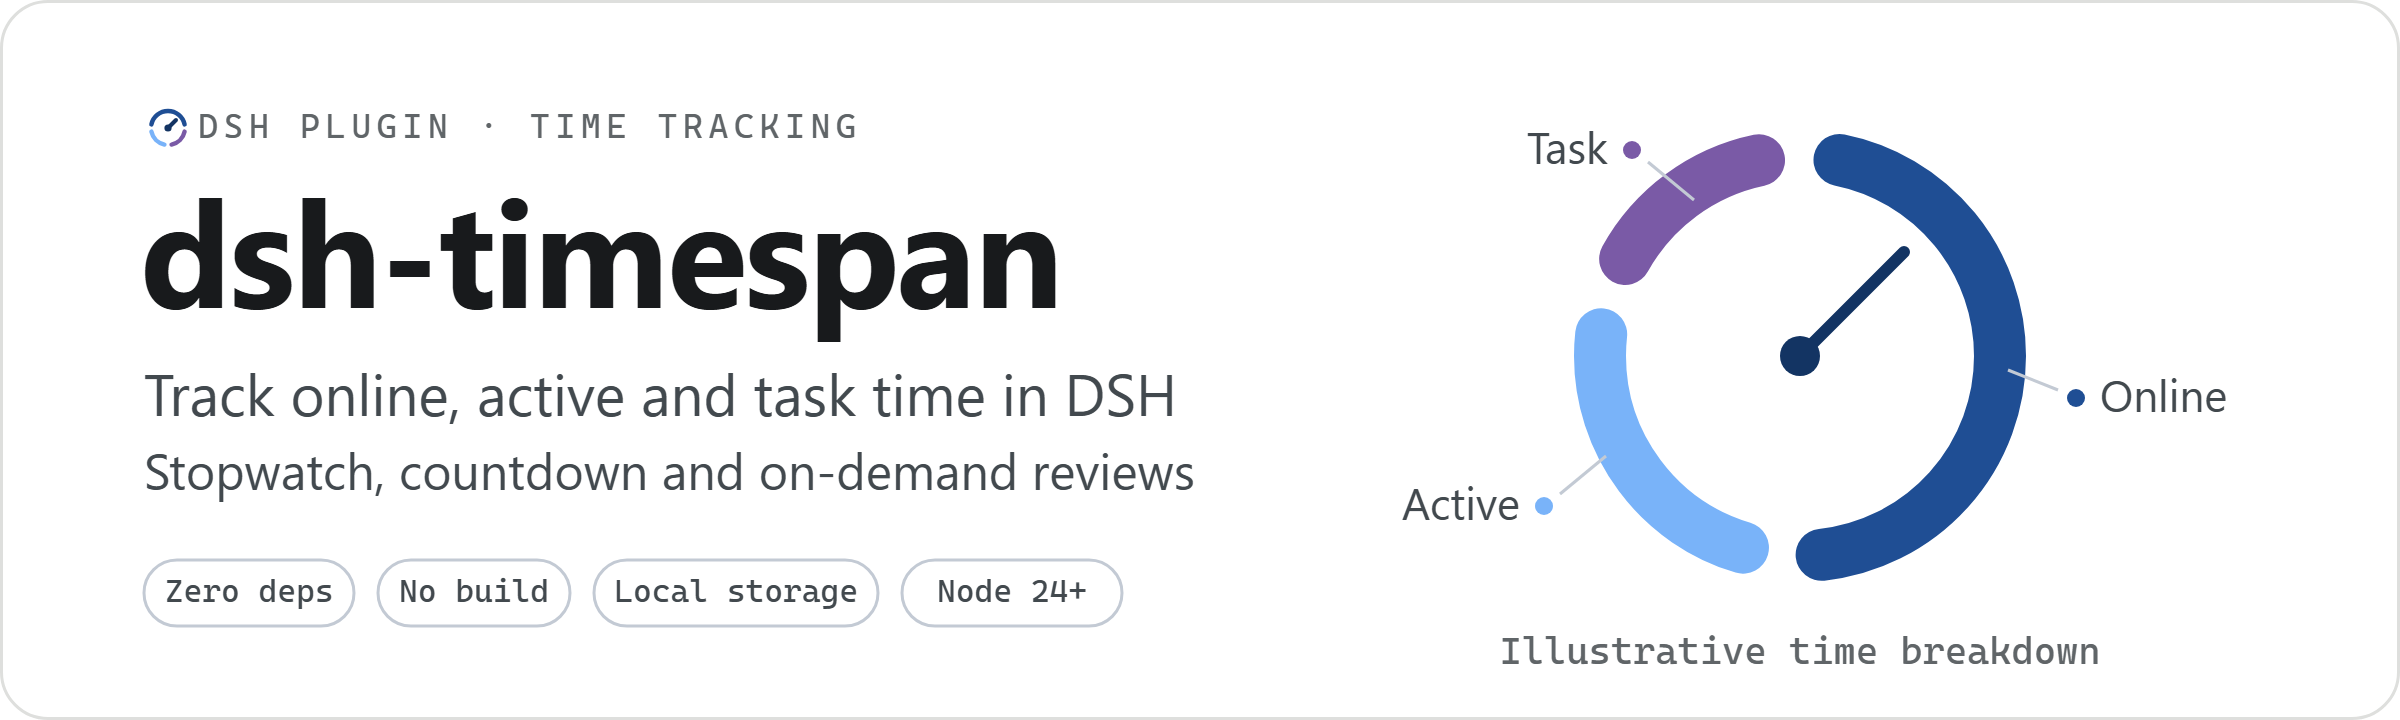 DSH PLUGIN · TIME TRACKING
dsh-timespan
Track online, active and task time in DSH
Stopwatch, countdown and on-demand reviews
Zero deps
No build
Local storage
Node 24+
Task
Online
Active
Illustrative time breakdown